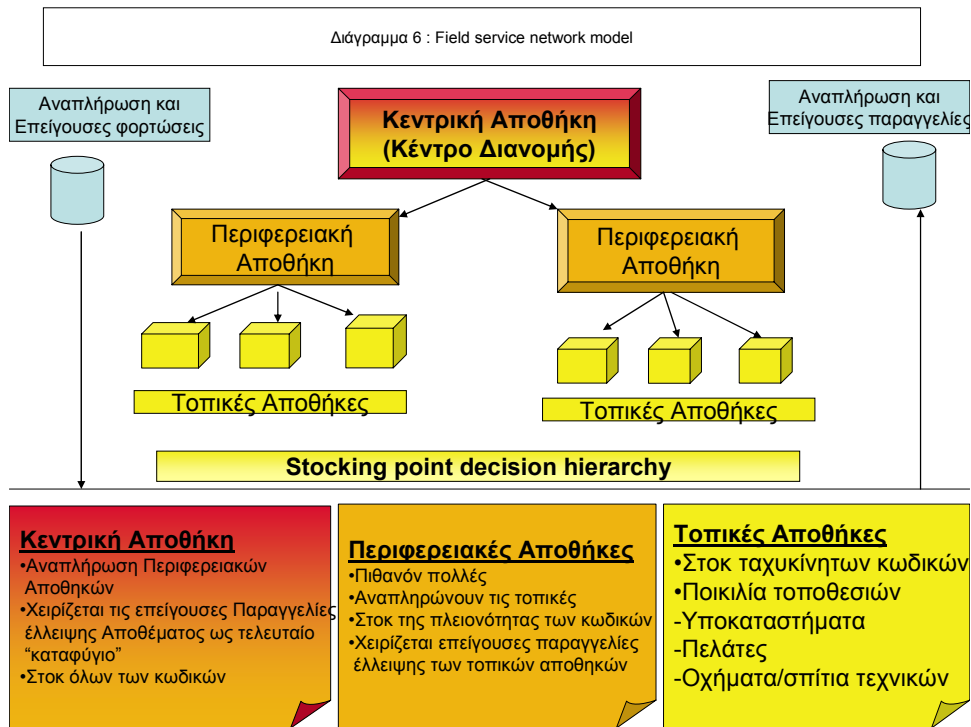 Διάγραμμα 6 : Field service network model
Αναπλήρωση και
Επείγουσες φορτώσεις
Κεντρική Αποθήκη
(Κέντρο Διανομής)
Αναπλήρωση και
Επείγουσες παραγγελίες
Περιφερειακή
Αποθήκη
Περιφερειακή
Αποθήκη
Τοπικές Αποθήκες
Τοπικές Αποθήκες
Stocking point decision hierarchy
Κεντρική Αποθήκη
•Αναπλήρωση Περιφερειακών
Αποθηκών
•Χειρίζεται τις επείγουσες Παραγγελίες
έλλειψης Αποθέματος ως τελευταίο
“καταφύγιο”
•Στοκ όλων των κωδικών
Περιφερειακές Αποθήκες
•Πιθανόν πολλές
•Αναπληρώνουν τις τοπικές
•Στοκ της πλειονότητας των κωδικών
•Χειρίζεται επείγουσες παραγγελίες
έλλειψης των τοπικών αποθηκών
Τοπικές Αποθήκες
•Στοκ ταχυκίνητων κωδικών
•Ποικιλία τοποθεσιών
-Υποκαταστήματα
-Πελάτες
-Οχήματα/σπίτια τεχνικών